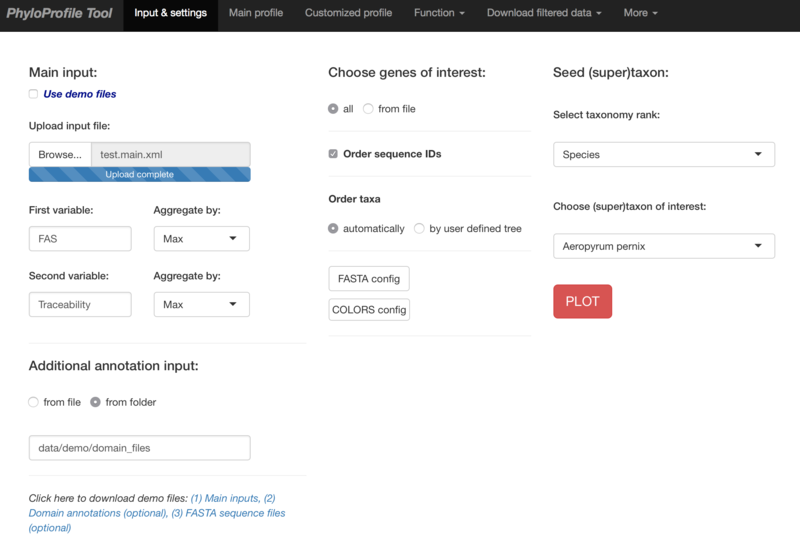 PhyloProfile Tool
Input & settings
Main profile
Customized profile
Function
Download filtered data
More
Main input:
Use demo files
Upload input file:
Browse... test.main.xml
Upload complete
First variable: Aggregate by:
FAS Max
Second variable: Aggregate by:
Traceability Max
Additional annotation input:
from file from folder
data/demo/domain_files
Click here to download demo files: (1) Main inputs, (2)
Domain annotations (optional), (3) FASTA sequence files
(optional)
Choose genes of interest:
all from file
Order sequence IDs
Order taxa
automatically by user defined tree
FASTA config
COLORS config
Seed (super)taxon:
Select taxonomy rank:
Species
Choose (super)taxon of interest:
Aeropyrum pernix
PLOT